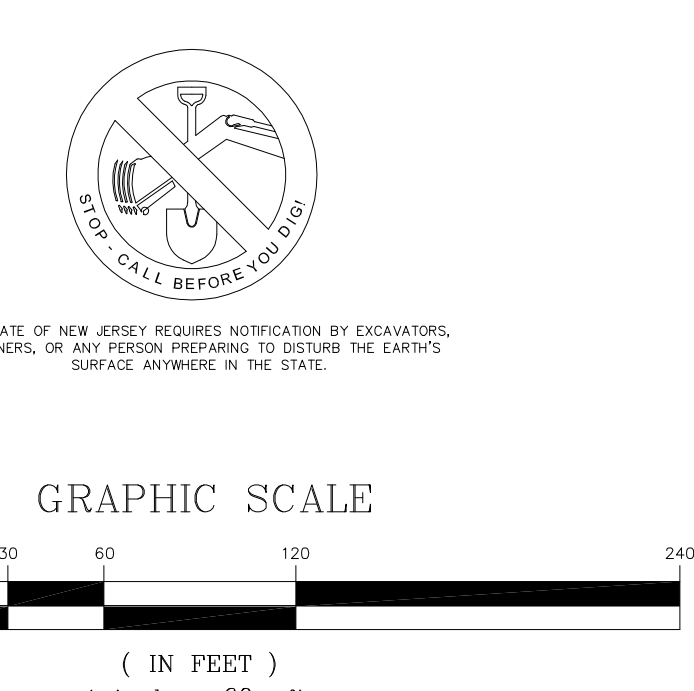 STOP - CALL BEFORE YOU DIG!
ATE OF NEW JERSEY REQUIRES NOTIFICATION BY EXCAVATORS,
NERS, OR ANY PERSON PREPARING TO DISTURB THE EARTH'S
SURFACE ANYWHERE IN THE STATE.
GRAPHIC SCALE
30 60 120 240
( IN FEET )